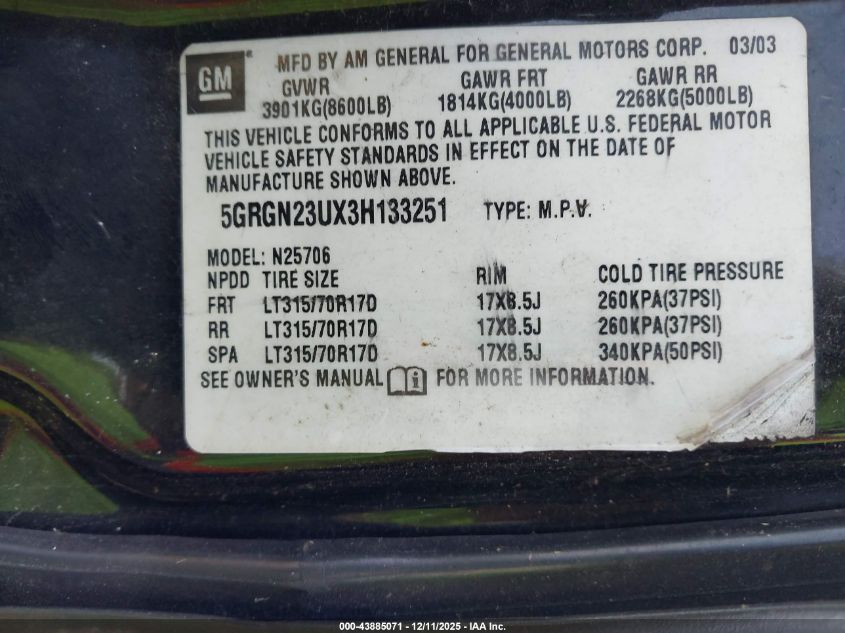 GM ® MFD BY AM GENERAL FOR GENERAL MOTORS CORP. 03/03
GVWR GAWR FRT GAWR RR
3901KG(8600LB) 1814KG(4000LB) 2268KG(5000LB)
THIS VEHICLE CONFORMS TO ALL APPLICABLE U.S. FEDERAL MOTOR
VEHICLE SAFETY STANDARDS IN EFFECT ON THE DATE OF
MANUFACTURE SHOWN ABOVE.
5GRGN23UX3H133251 TYPE: M.P.V.
MODEL: N25706
NPDD TIRE SIZE RIM COLD TIRE PRESSURE
FRT LT315/70R17D 17X8.5J 260KPA(37PSI)
RR LT315/70R17D 17X8.5J 260KPA(37PSI)
SPA LT315/70R17D 17X8.5J 340KPA(50PSI)
SEE OWNER'S MANUAL i FOR MORE INFORMATION.
000-43885071 - 12/11/2025 - IAA Inc.